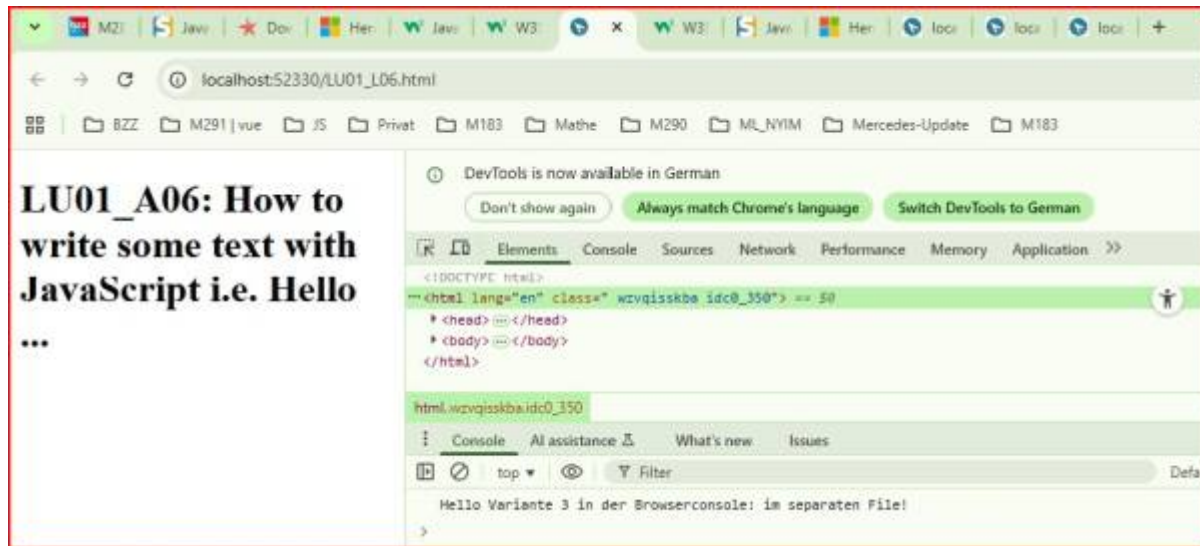 M2 Jav Dov Her Jav W3 W3 Jav Her loca loca loca
localhost:52330/LU01_L06.html
BZZ M291 | vue JS Privat M183 Mathe M290 ML_NYIM Mercedes-Update M183
DevTools is now available in German
Don't show again Always match Chrome's language Switch DevTools to German
LU01_A06: How to
write some text with
JavaScript i.e. Hello
...
Elements Console Sources Network Performance Memory Application >>
<!DOCTYPE html>
<html lang="en" class=" wzvqisskba idc0_350"> == $0
<head> ... </head>
<body> ... </body>
</html>
html.wzvqisskba.idc0_350
Console AI assistance What's new Issues
top Filter Defa
Hello Variante 3 in der Browserconsole: im separaten File!
>